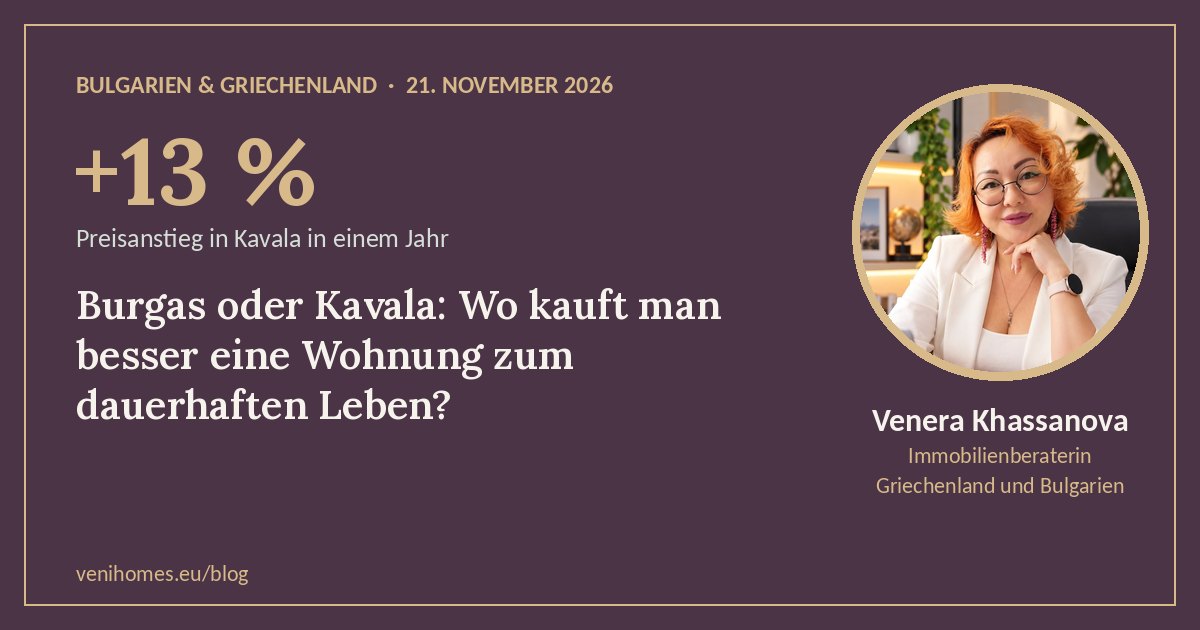 BULGARIEN & GRIECHENLAND · 21. NOVEMBER 2026
+13 %
Preisanstieg in Kavala in einem Jahr
Burgas oder Kavala: Wo kauft man
besser eine Wohnung zum
dauerhaften Leben?
Venera Khassanova
Immobilienberaterin
Griechenland und Bulgarien
venihomes.eu/blog